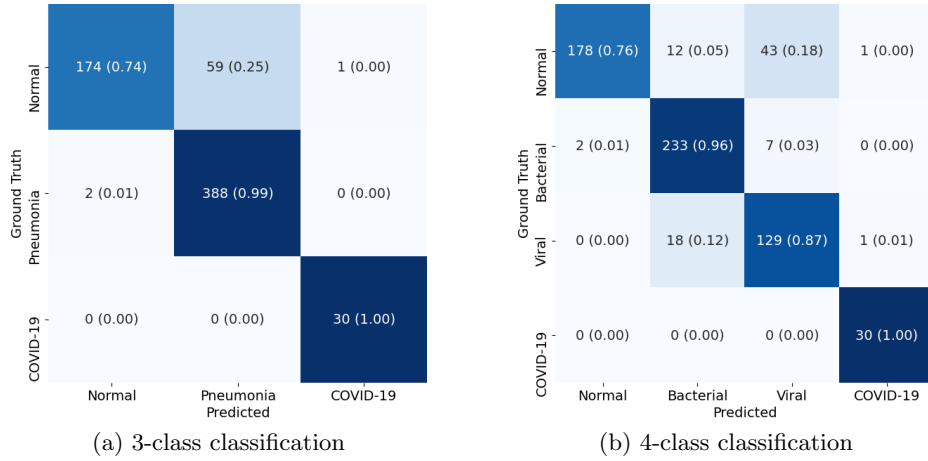 Ground Truth
Normal
Pneumonia
COVID-19
174 (0.74) 59 (0.25) 1 (0.00)
2 (0.01) 388 (0.99) 0 (0.00)
0 (0.00) 0 (0.00) 30 (1.00)
Normal Pneumonia COVID-19
Predicted
(a) 3-class classification
Ground Truth
Normal
Bacterial
Viral
COVID-19
178 (0.76) 12 (0.05) 43 (0.18) 1 (0.00)
2 (0.01) 233 (0.96) 7 (0.03) 0 (0.00)
0 (0.00) 18 (0.12) 129 (0.87) 1 (0.01)
0 (0.00) 0 (0.00) 0 (0.00) 30 (1.00)
Normal Bacterial Viral COVID-19
Predicted
(b) 4-class classification